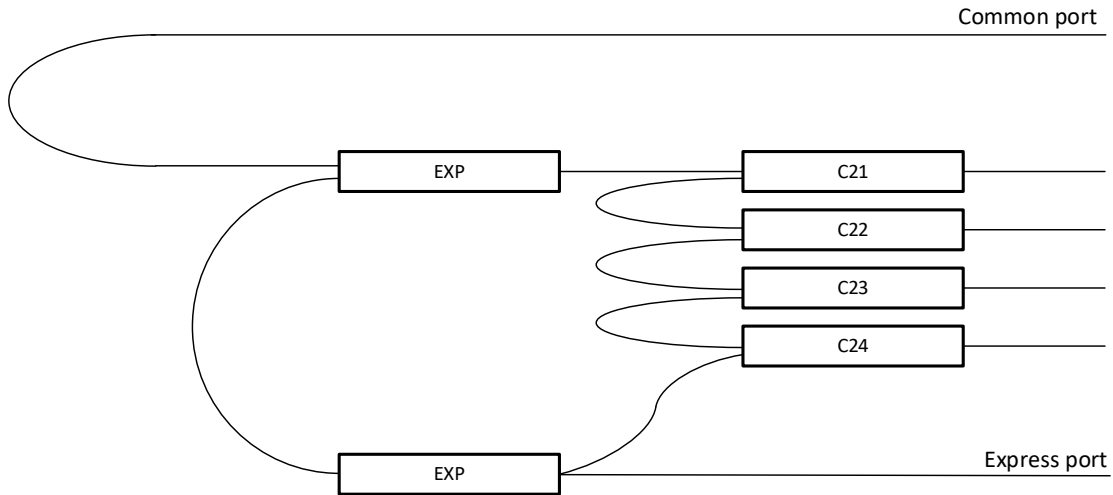 Common port
EXP
C21
C22
C23
C24
EXP
Express port